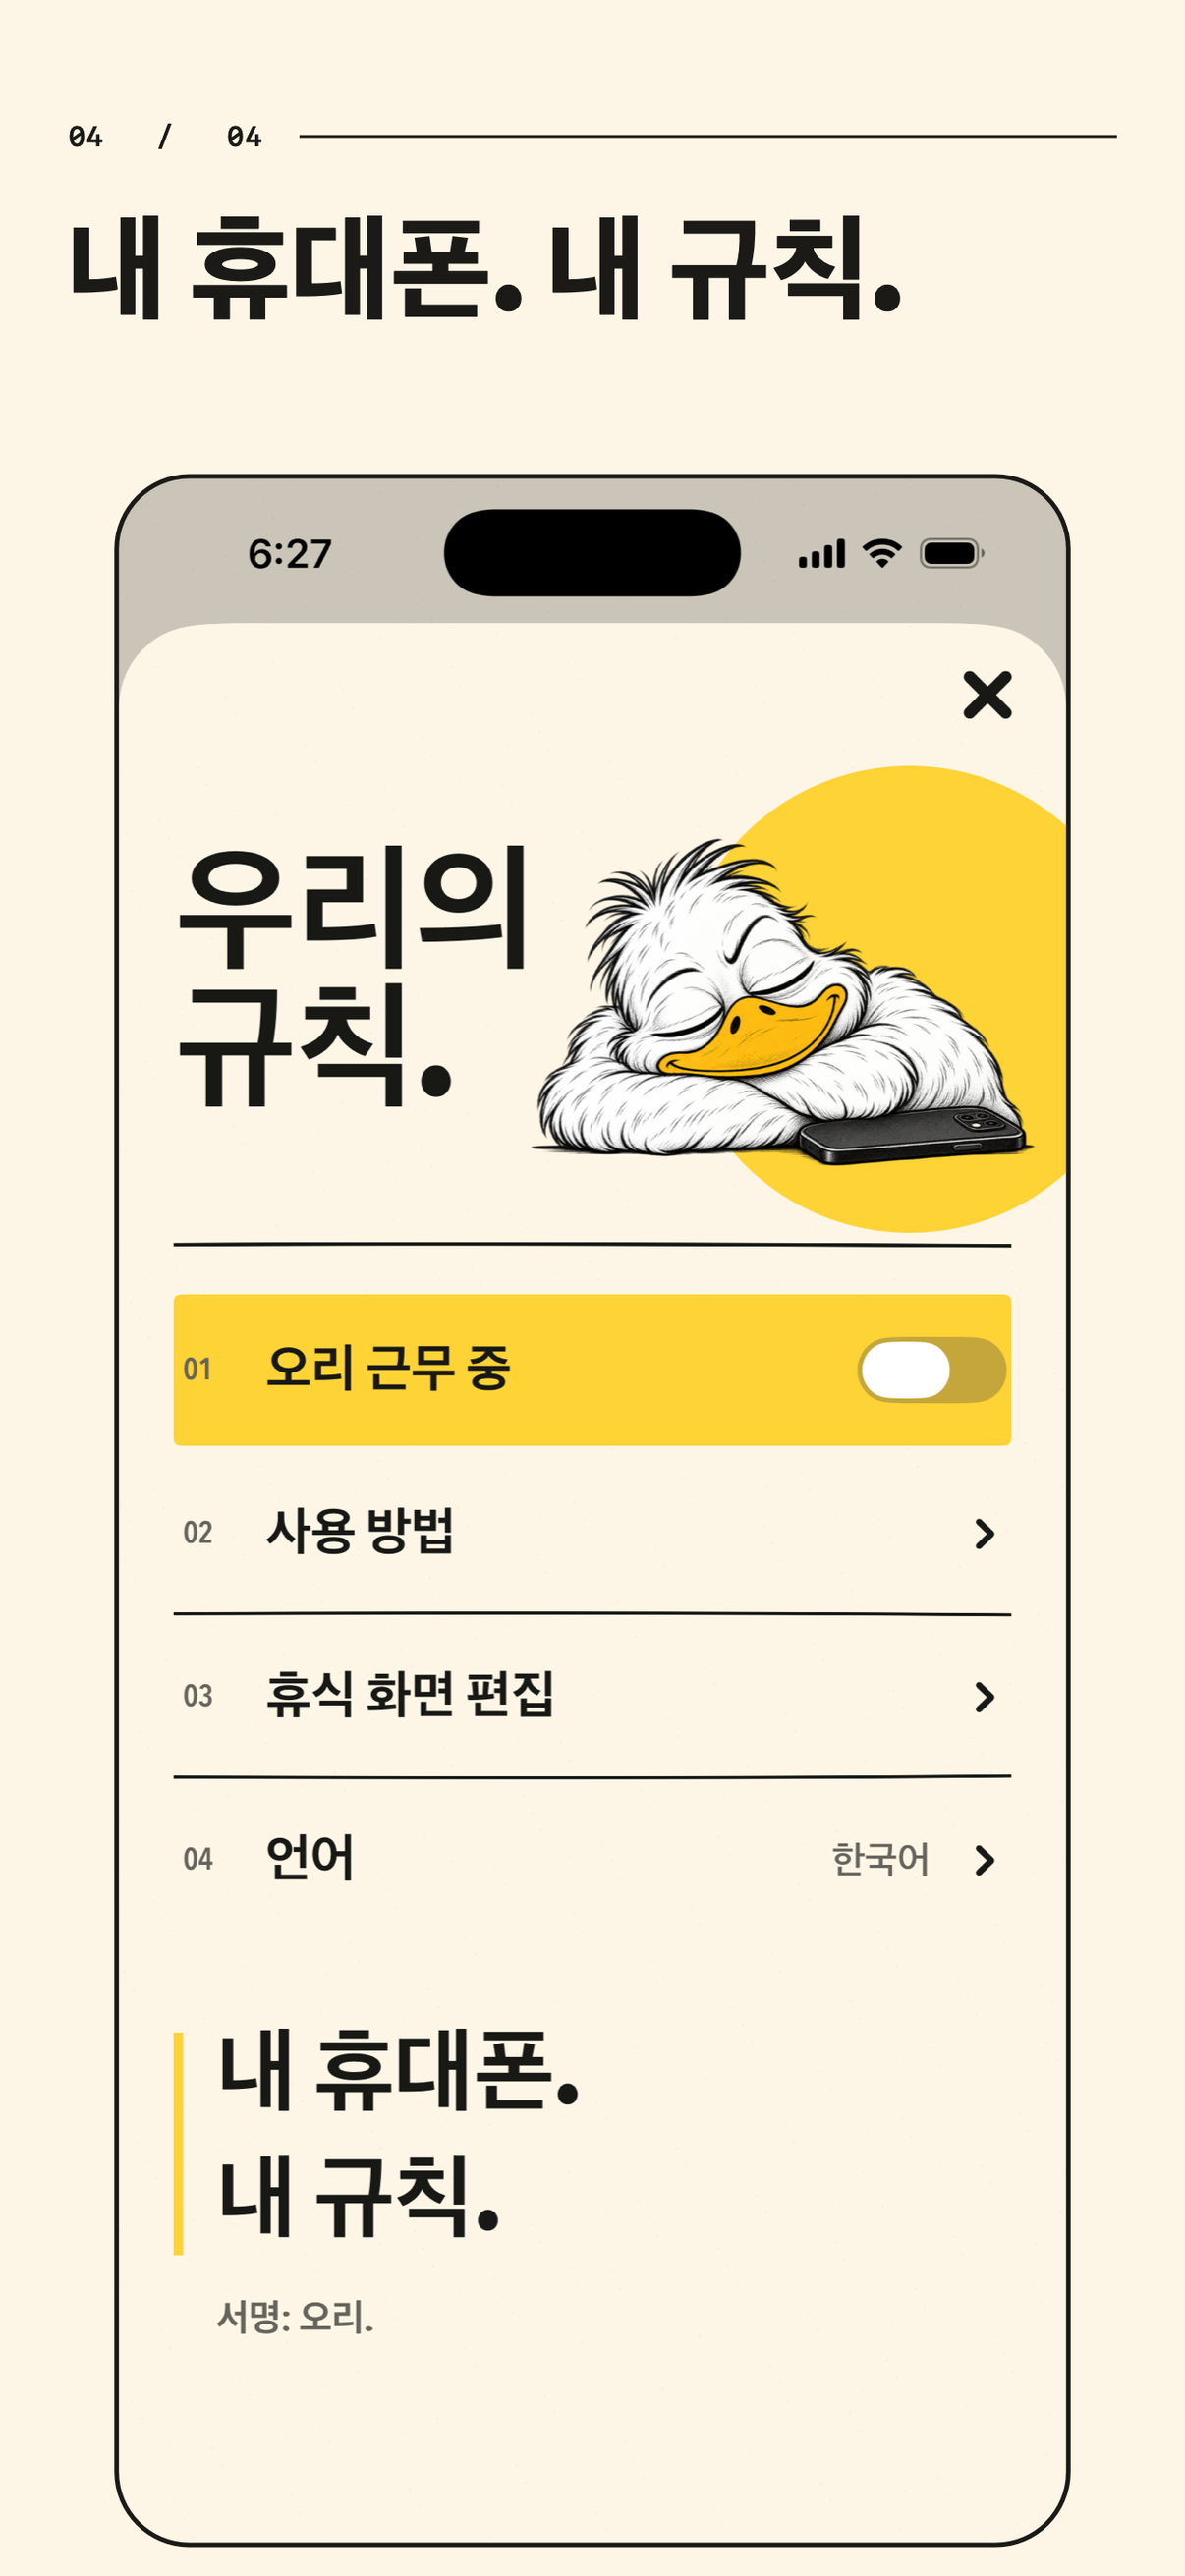 04 / 04
내 휴대폰. 내 규칙.
6:27
우리의
규칙.
01 오리 근무 중
02 사용 방법
03 휴식 화면 편집
04 언어 한국어
내 휴대폰.
내 규칙.
서명: 오리.